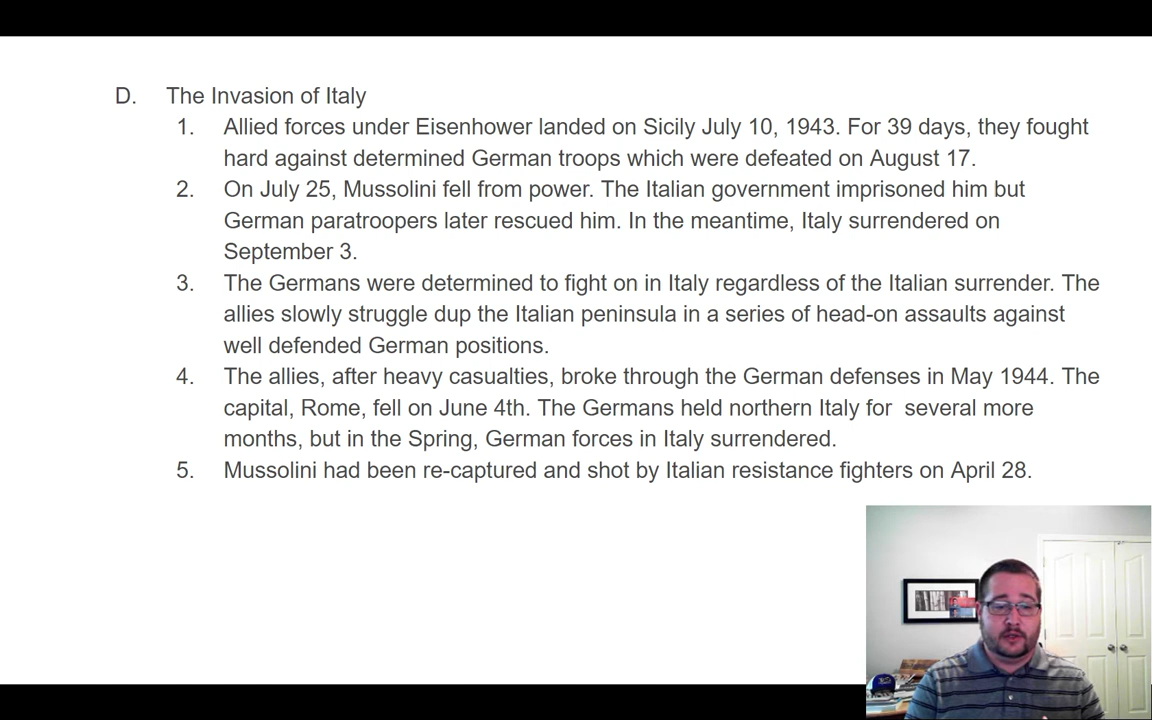 D. The Invasion of Italy
1. Allied forces under Eisenhower landed on Sicily July 10, 1943. For 39 days, they fought
hard against determined German troops which were defeated on August 17.
2. On July 25, Mussolini fell from power. The Italian government imprisoned him but
German paratroopers later rescued him. In the meantime, Italy surrendered on
September 3.
3. The Germans were determined to fight on in Italy regardless of the Italian surrender. The
allies slowly struggle dup the Italian peninsula in a series of head-on assaults against
well defended German positions.
4. The allies, after heavy casualties, broke through the German defenses in May 1944. The
capital, Rome, fell on June 4th. The Germans held northern Italy for  several more
months, but in the Spring, German forces in Italy surrendered.
5. Mussolini had been re-captured and shot by Italian resistance fighters on April 28.